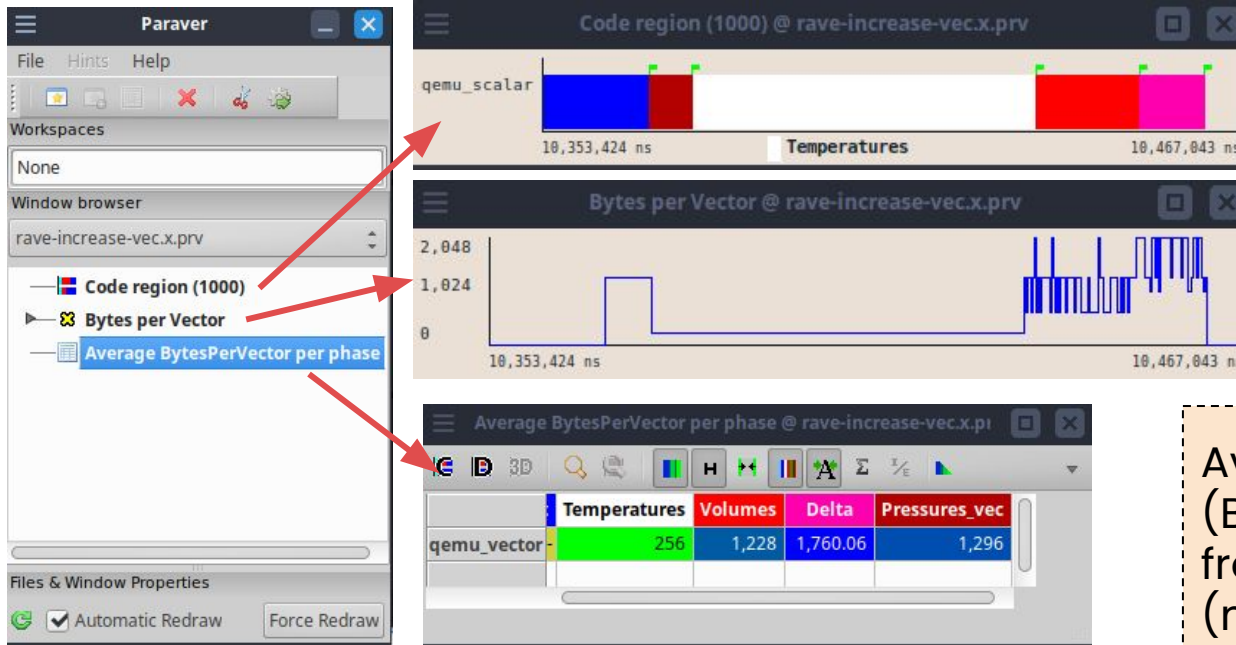 Paraver
File Hints Help
Workspaces
None
Window browser
rave-increase-vec.x.prv
Code region (1000)
Bytes per Vector
Average BytesPerVector per phase
Files & Window Properties
Automatic Redraw
Force Redraw
Code region (1000) @ rave-increase-vec.x.prv
qemu_scalar
10,353,424 ns
Temperatures
10,467,043 ns
Bytes per Vector @ rave-increase-vec.x.prv
2,048
1,024
0
10,353,424 ns
10,467,043 n
Average BytesPerVector per phase @ rave-increase-vec.x.p
3D
H
A
Σ
Temperatures Volumes Delta Pressures_vec
qemu_vector 256 1,228 1,760.06 1,296
Av
(B
fr
(